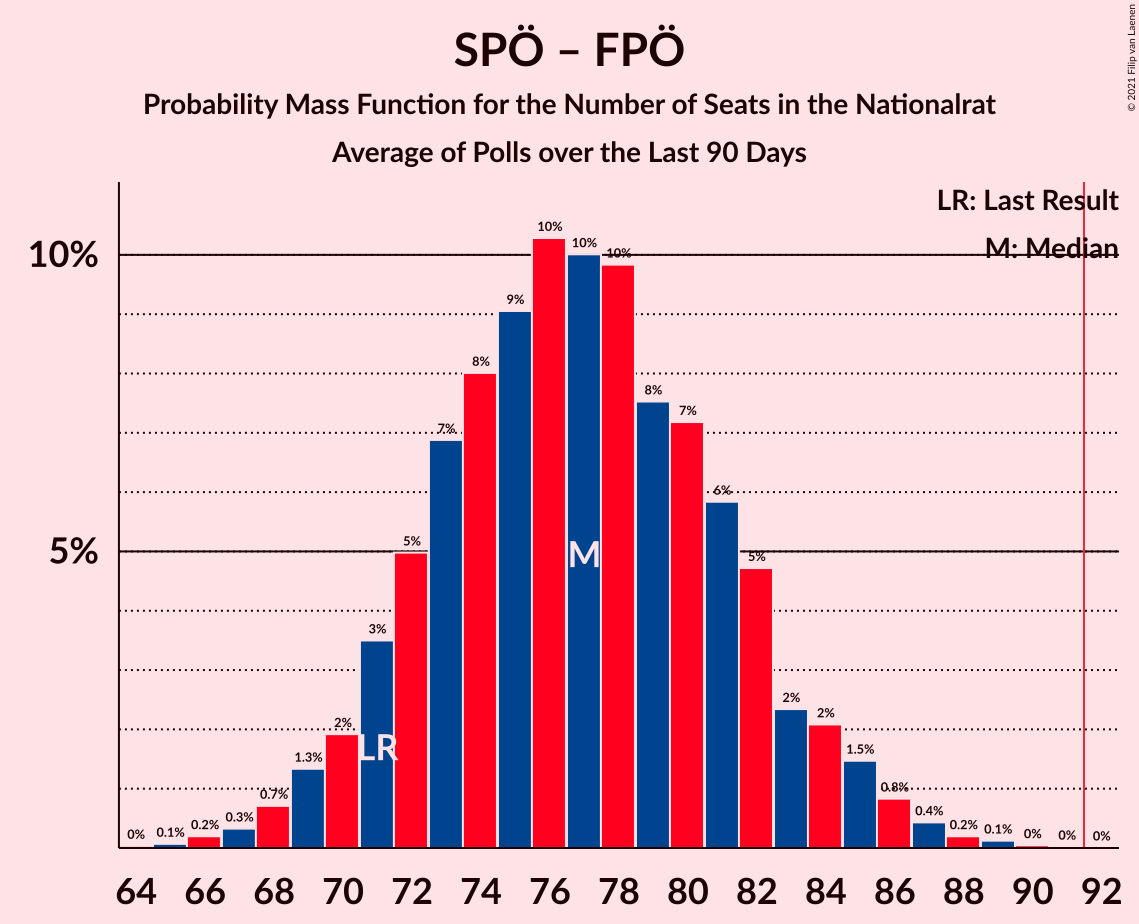 SPÖ – FPÖ
Probability Mass Function for the Number of Seats in the Nationalrat
Average of Polls over the Last 90 Days
© 2021 Filip van Laenen
LR: Last Result
M: Median
10%
5%
0% 0.1% 0.2% 0.3% 0.7% 1.3% 2% 3% 5% 7% 8% 9% 10% 10% 10% 8% 7% 6% 5% 2% 2% 1.5% 0.8% 0.4% 0.2% 0.1% 0% 0% 0%
LR
M
64 66 68 70 72 74 76 78 80 82 84 86 88 90 92